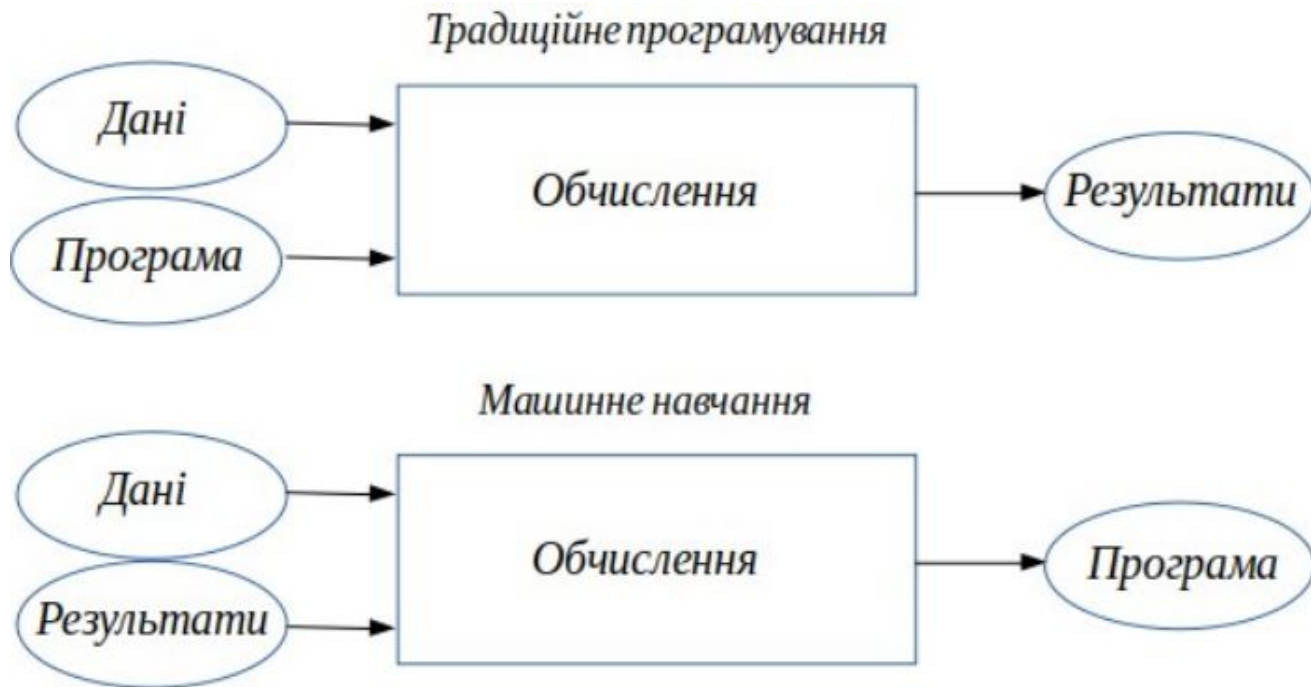 Традиційне програмування
Дані
Обчислення
Результати
Програма
Машинне навчання
Дані
Обчислення
Програма
Результати